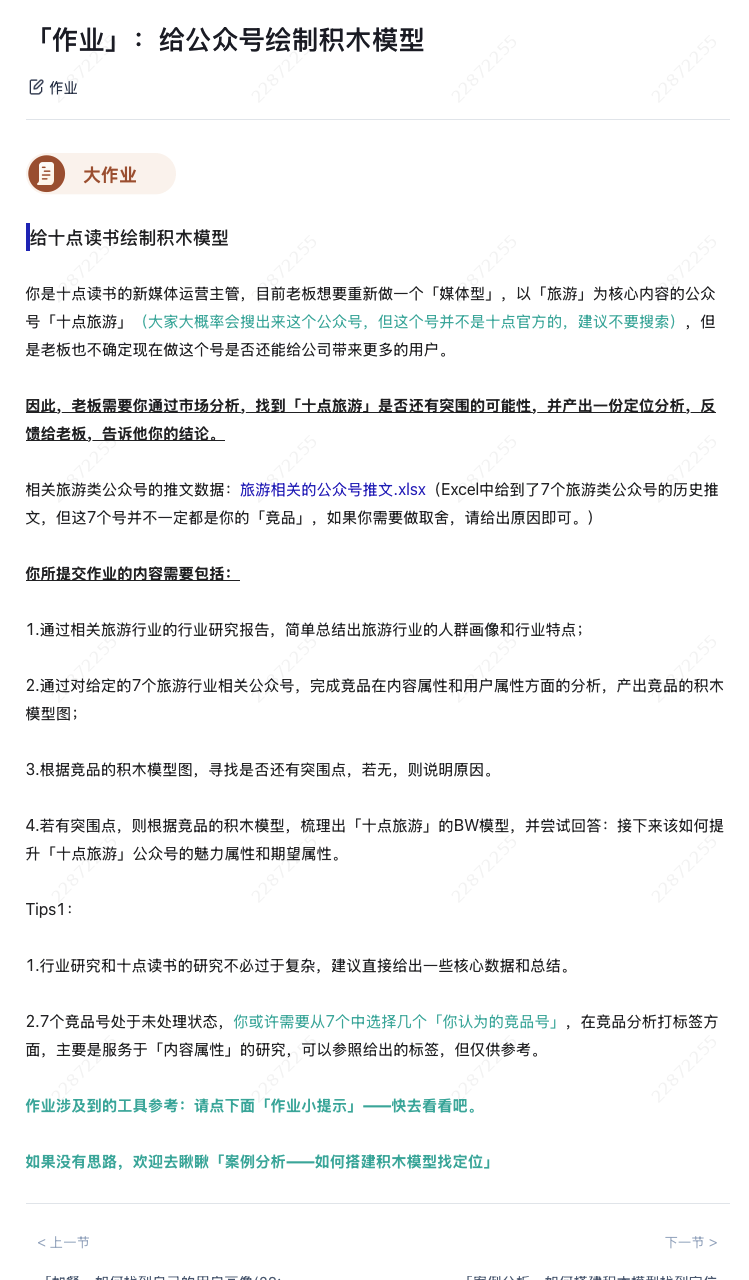 「作业」：给公众号绘制积木模型
作业
大作业
给十点读书绘制积木模型
你是十点读书的新媒体运营主管，目前老板想要重新做一个「媒体型」，以「旅游」为核心内容的公众
号「十点旅游」（大家大概率会搜出来这个公众号，但这个号并不是十点官方的，建议不要搜索），但
是老板也不确定现在做这个号是否还能给公司带来更多的用户。
因此，老板需要你通过市场分析，找到「十点旅游」是否还有突围的可能性，并产出一份定位分析，反
馈给老板，告诉他你的结论。
相关旅游类公众号的推文数据：旅游相关的公众号推文.xlsx（Excel中给到了7个旅游类公众号的历史推
文，但这7个号并不一定都是你的「竞品」，如果你需要做取舍，请给出原因即可。）
你所提交作业的内容需要包括：
1.通过相关旅游行业的行业研究报告，简单总结出旅游行业的人群画像和行业特点；
2.通过对给定的7个旅游行业相关公众号，完成竞品在内容属性和用户属性方面的分析，产出竞品的积木
模型图；
3.根据竞品的积木模型图，寻找是否还有突围点，若无，则说明原因。
4.若有突围点，则根据竞品的积木模型，梳理出「十点旅游」的BW模型，并尝试回答：接下来该如何提
升「十点旅游」公众号的魅力属性和期望属性。
Tips1：
1.行业研究和十点读书的研究不必过于复杂，建议直接给出一些核心数据和总结。
2.7个竞品号处于未处理状态，你或许需要从7个中选择几个「你认为的竞品号」，在竞品分析打标签方
面，主要是服务于「内容属性」的研究，可以参照给出的标签，但仅供参考。
作业涉及到的工具参考：请点下面「作业小提示」——快去看看吧。
如果没有思路，欢迎去瞅瞅「案例分析——如何搭建积木模型找定位」
< 上一节
下一节 >
22872255